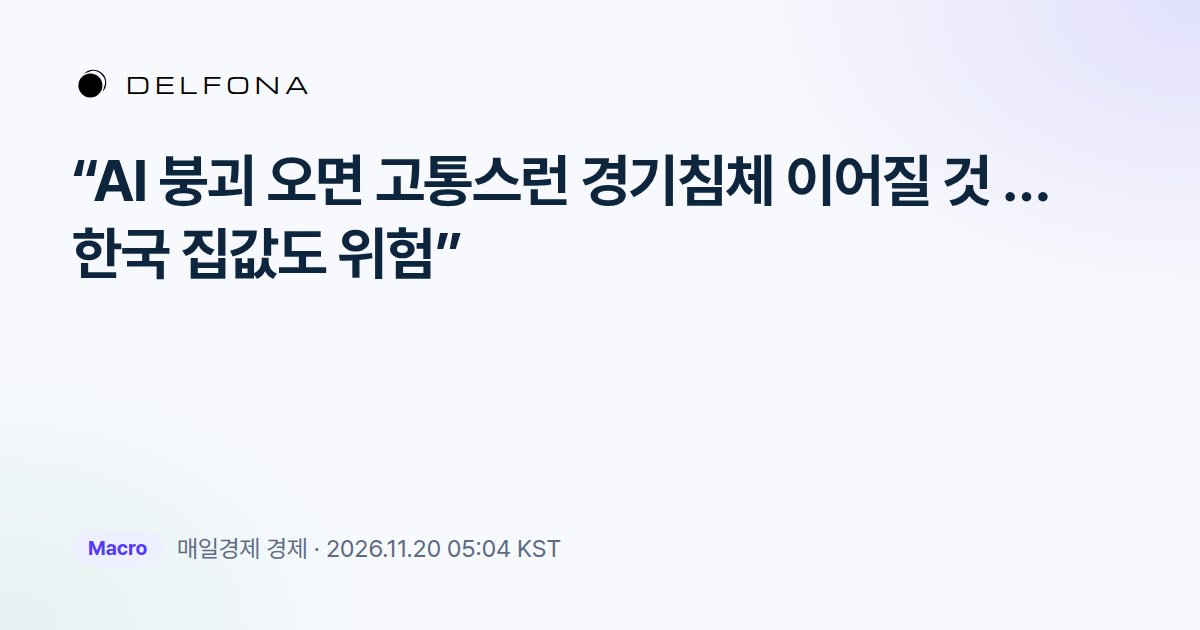 DELFONA
“AI 붕괴 오면 고통스런 경기침체 이어질 것 …
한국 집값도 위험”
Macro 매일경제 경제 · 2026.11.20 05:04 KST